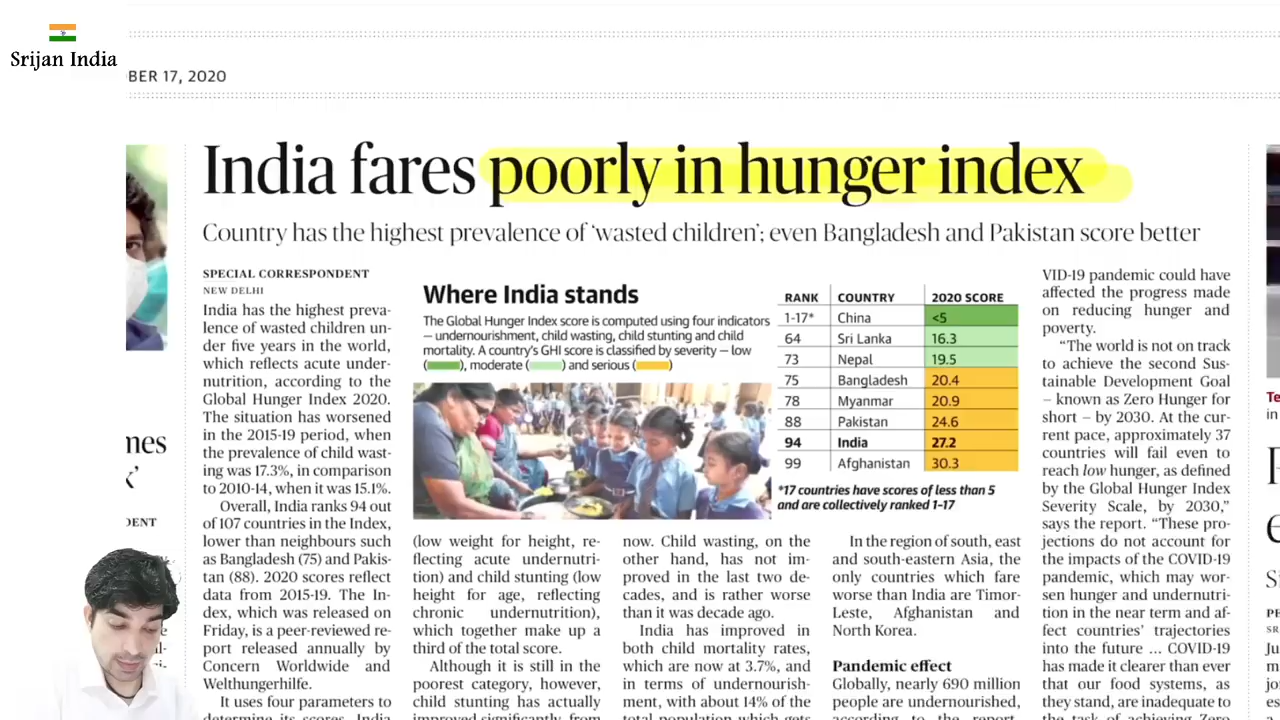 Srijan India
BER 17, 2020
India fares poorly in hunger index
Country has the highest prevalence of ‘wasted children’; even Bangladesh and Pakistan score better
SPECIAL CORRESPONDENT
NEW DELHI
India has the highest preva-
lence of wasted children un-
der five years in the world,
which reflects acute under-
nutrition, according to the
Global Hunger Index 2020.
The situation has worsened
in the 2015-19 period, when
the prevalence of child wast-
ing was 17.3%, in comparison
to 2010-14, when it was 15.1%.
Overall, India ranks 94 out
of 107 countries in the Index,
lower than neighbours such
as Bangladesh (75) and Pakis-
tan (88). 2020 scores reflect
data from 2015-19. The In-
dex, which was released on
Friday, is a peer-reviewed re-
port released annually by
Concern Worldwide and
Welthungerhilfe.
It uses four parameters to
determine its scores. India
Where India stands
The Global Hunger Index score is computed using four indicators
— undernourishment, child wasting, child stunting and child
mortality. A country's GHI score is classified by severity — low
( ), moderate ( ) and serious ( )
RANK COUNTRY 2020 SCORE
1-17* China <5
64 Sri Lanka 16.3
73 Nepal 19.5
75 Bangladesh 20.4
78 Myanmar 20.9
88 Pakistan 24.6
94 India 27.2
99 Afghanistan 30.3
*17 countries have scores of less than 5
and are collectively ranked 1-17
(low weight for height, re-
flecting acute undernutri-
tion) and child stunting (low
height for age, reflecting
chronic undernutrition),
which together make up a
third of the total score.
Although it is still in the
poorest category, however,
child stunting has actually
improved significantly, from
now. Child wasting, on the
other hand, has not im-
proved in the last two de-
cades, and is rather worse
than it was decade ago.
India has improved in
both child mortality rates,
which are now at 3.7%, and
in terms of undernourish-
ment, with about 14% of the
total population which gets
In the region of south, east
and south-eastern Asia, the
only countries which fare
worse than India are Timor-
Leste, Afghanistan and
North Korea.
Pandemic effect
Globally, nearly 690 million
people are undernourished,
according to the report.
VID-19 pandemic could have
affected the progress made
on reducing hunger and
poverty.
“The world is not on track
to achieve the second Sus-
tainable Development Goal
– known as Zero Hunger for
short – by 2030. At the cur-
rent pace, approximately 37
countries will fail even to
reach low hunger, as defined
by the Global Hunger Index
Severity Scale, by 2030,”
says the report. “These pro-
jections do not account for
the impacts of the COVID-19
pandemic, which may wor-
sen hunger and undernutri-
tion in the near term and af-
fect countries’ trajectories
into the future ... COVID-19
has made it clearer than ever
that our food systems, as
they stand, are inadequate to
the task of achieving Zero